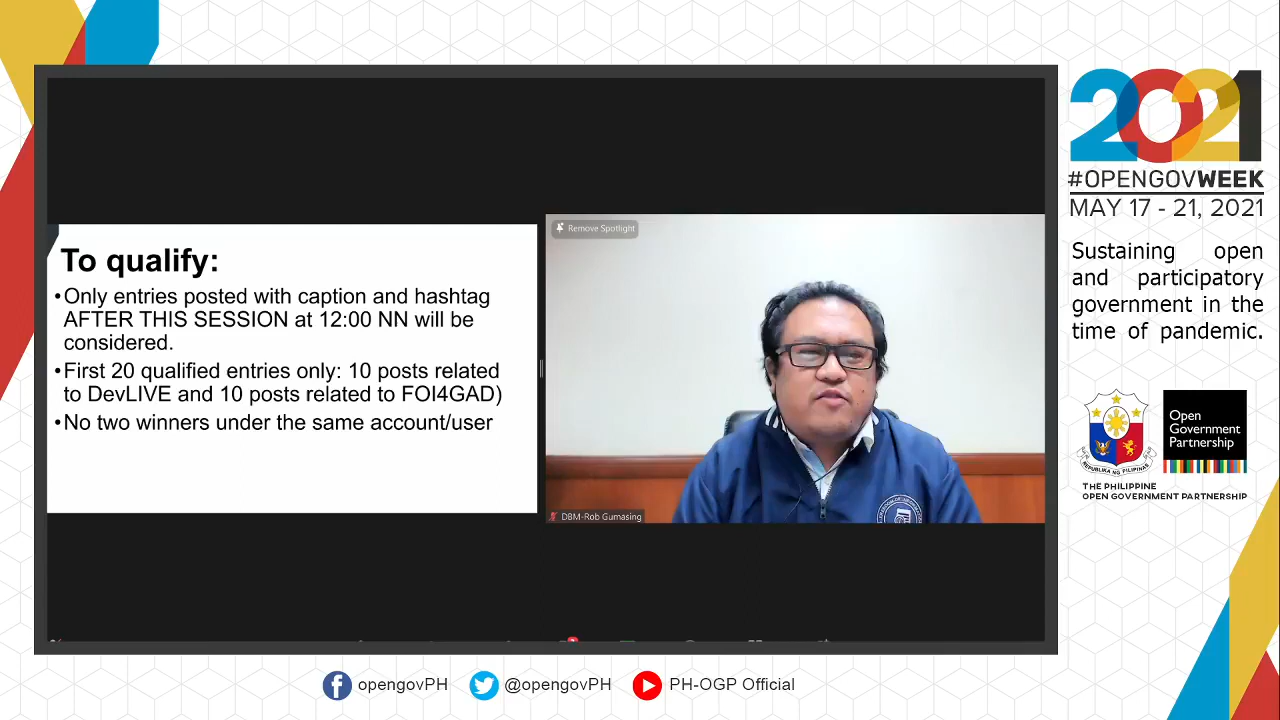 To qualify:
•Only entries posted with caption and hashtag
AFTER THIS SESSION at 12:00 NN will be
considered.
•First 20 qualified entries only: 10 posts related
to DevLIVE and 10 posts related to FOI4GAD)
•No two winners under the same account/user
Remove Spotlight
DBM-Rob Gumasing
2021
#OPENGOVWEEK
MAY 17 - 21, 2021
Sustaining open
and participatory
government in the
time of pandemic.
REPUBLIKA NG PILIPINAS
Open
Government
Partnership
THE PHILIPPINE
OPEN GOVERNMENT PARTNERSHIP
opengovPH
@opengovPH
PH-OGP Official